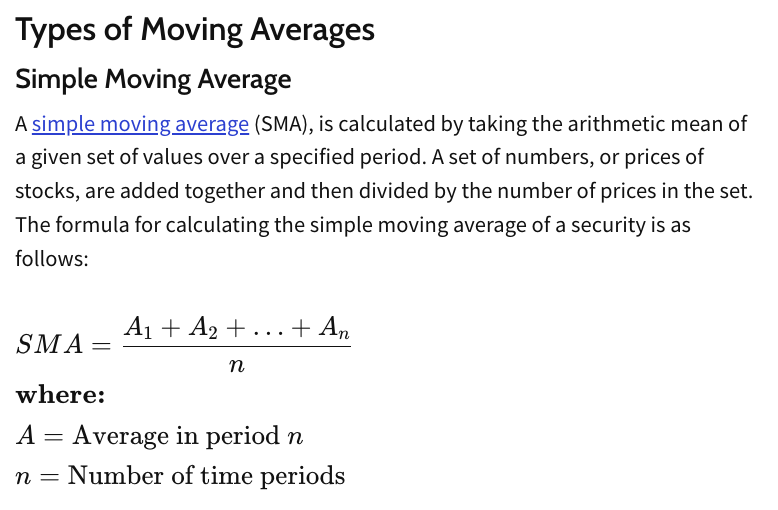 Types of Moving Averages
Simple Moving Average
A simple moving average (SMA), is calculated by taking the arithmetic mean of
a given set of values over a specified period. A set of numbers, or prices of
stocks, are added together and then divided by the number of prices in the set.
The formula for calculating the simple moving average of a security is as
follows:
SMA = \frac{A_1 + A_2 + … + A_n}{n}
where:
A = Average in period n
n = Number of time periods